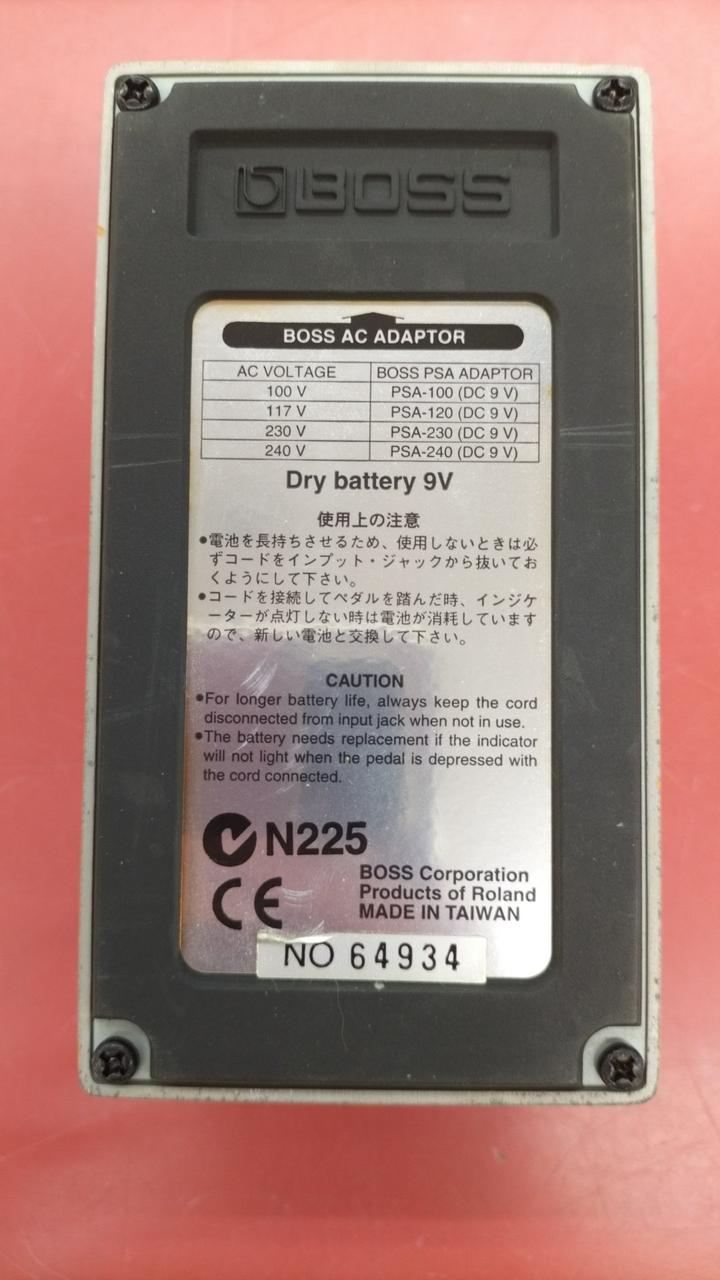 BOSS
BOSS AC ADAPTOR
AC VOLTAGE BOSS PSA ADAPTOR
100 V PSA-100 (DC 9 V)
117 V PSA-120 (DC 9 V)
230 V PSA-230 (DC 9 V)
240 V PSA-240 (DC 9 V)
Dry battery 9V
使用上の注意
●電池を長持ちさせるため、使用しないときは必
ずコードをインプット・ジャックから抜いてお
くようにして下さい。
●コードを接続してペダルを踏んだ時、インジケ
ーターが点灯しない時は電池が消耗しています
ので、新しい電池と交換して下さい。
CAUTION
●For longer battery life, always keep the cord
disconnected from input jack when not in use.
●The battery needs replacement if the indicator
will not light when the pedal is depressed with
the cord connected.
N225
CE
BOSS Corporation
Products of Roland
MADE IN TAIWAN
NO 64934